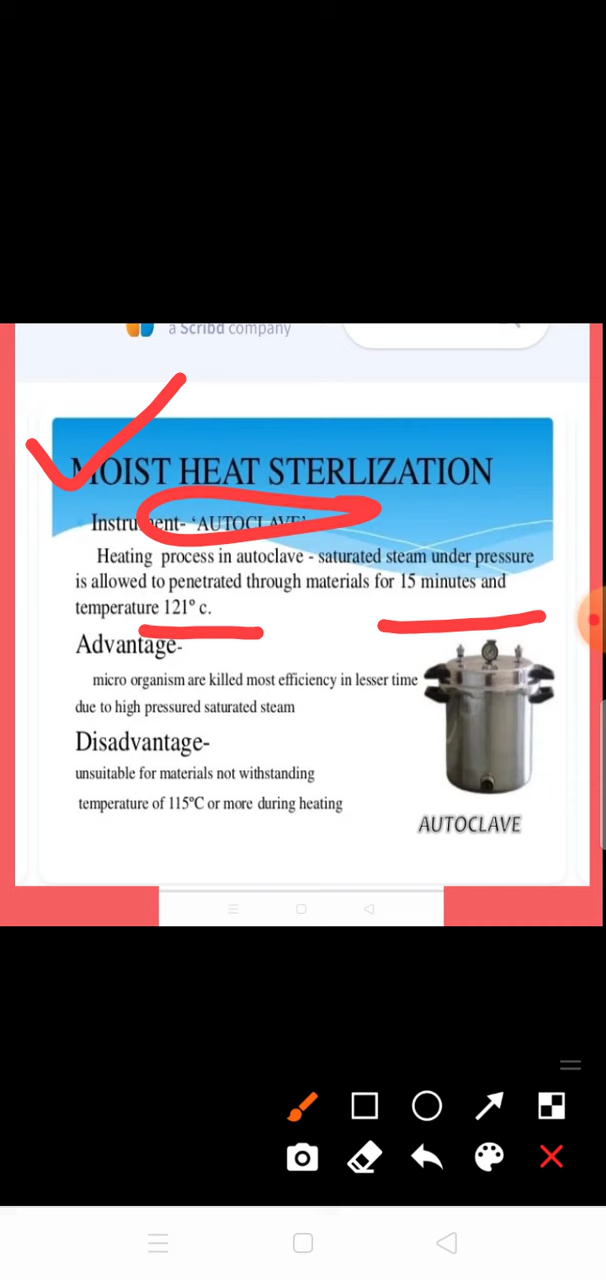 a Scribd company
MOIST HEAT STERLIZATION
Instrument- ‘AUTOCLAVE’
Heating process in autoclave - saturated steam under pressure
is allowed to penetrated through materials for 15 minutes and
temperature 121° c.
Advantage-
micro organism are killed most efficiency in lesser time
due to high pressured saturated steam
Disadvantage-
unsuitable for materials not withstanding
temperature of 115°C or more during heating
AUTOCLAVE